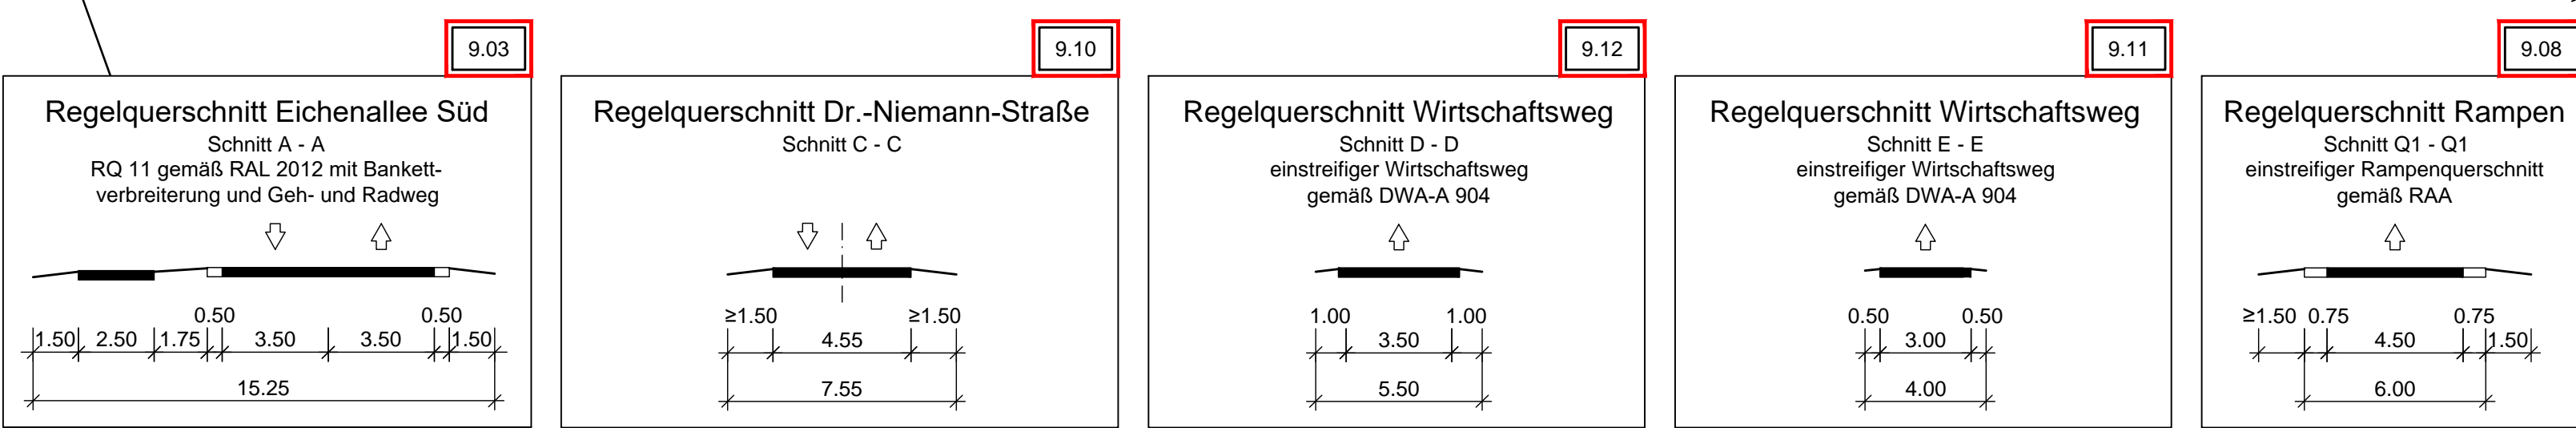 9.03
Regelquerschnitt Eichenallee Süd
Schnitt A - A
RQ 11 gemäß RAL 2012 mit Bankett-
verbreiterung und Geh- und Radweg
0.50 0.50
1.50 2.50 1.75 3.50 3.50 1.50
15.25
9.10
Regelquerschnitt Dr.-Niemann-Straße
Schnitt C - C
≥1.50 ≥1.50
4.55
7.55
9.12
Regelquerschnitt Wirtschaftsweg
Schnitt D - D
einstreifiger Wirtschaftsweg
gemäß DWA-A 904
1.00 1.00
3.50
5.50
9.11
Regelquerschnitt Wirtschaftsweg
Schnitt E - E
einstreifiger Wirtschaftsweg
gemäß DWA-A 904
0.50 0.50
3.00
4.00
9.08
Regelquerschnitt Rampen
Schnitt Q1 - Q1
einstreifiger Rampenquerschnitt
gemäß RAA
≥1.50 0.75 0.75
4.50 1.50
6.00